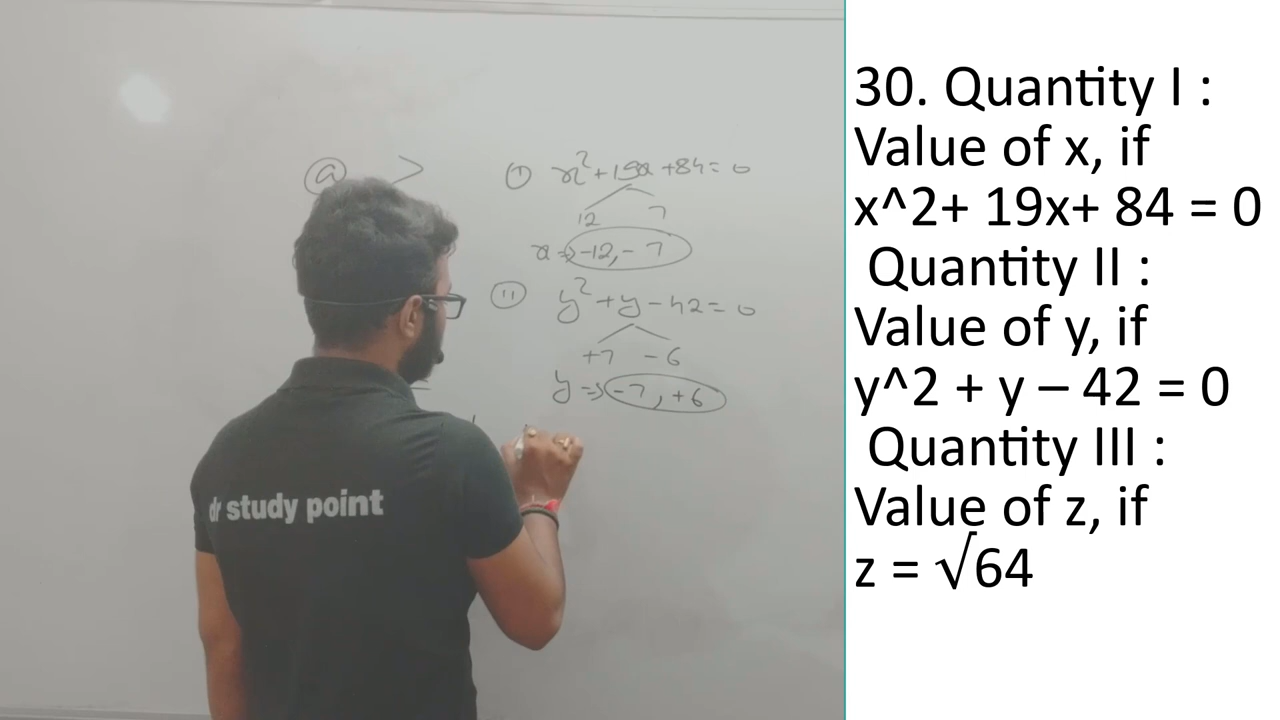 ⓐ >
① x²+19x+84=0
12 7
x ⇒ -12, -7
⑪ y²+y-42=0
+7 -6
y ⇒ -7, +6
dr study point
30. Quantity I :
Value of x, if
x^2+ 19x+ 84 = 0
Quantity II :
Value of y, if
y^2 + y – 42 = 0
Quantity III :
Value of z, if
z = √64